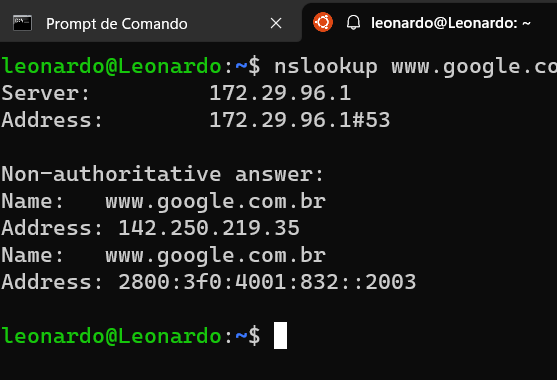 Prompt de Comando
leonardo@Leonardo: ~
leonardo@Leonardo:~$ nslookup www.google.co
Server:         172.29.96.1
Address:        172.29.96.1#53
Non-authoritative answer:
Name:   www.google.com.br
Address: 142.250.219.35
Name:   www.google.com.br
Address: 2800:3f0:4001:832::2003
leonardo@Leonardo:~$